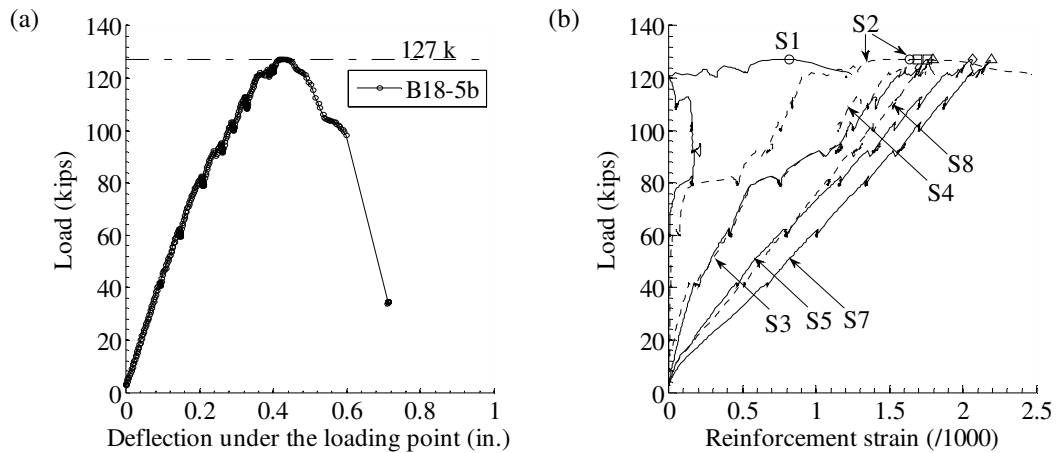 (a)
140
120
100
80
60
40
20
0
Load (kips)
127 k
B18-5b
0 0.2 0.4 0.6 0.8 1
Deflection under the loading point (in.)
(b)
140
120
100
80
60
40
20
0
Load (kips)
S1
S2
S8
S4
S3
S5
S7
0 0.5 1 1.5 2 2.5
Reinforcement strain (/1000)